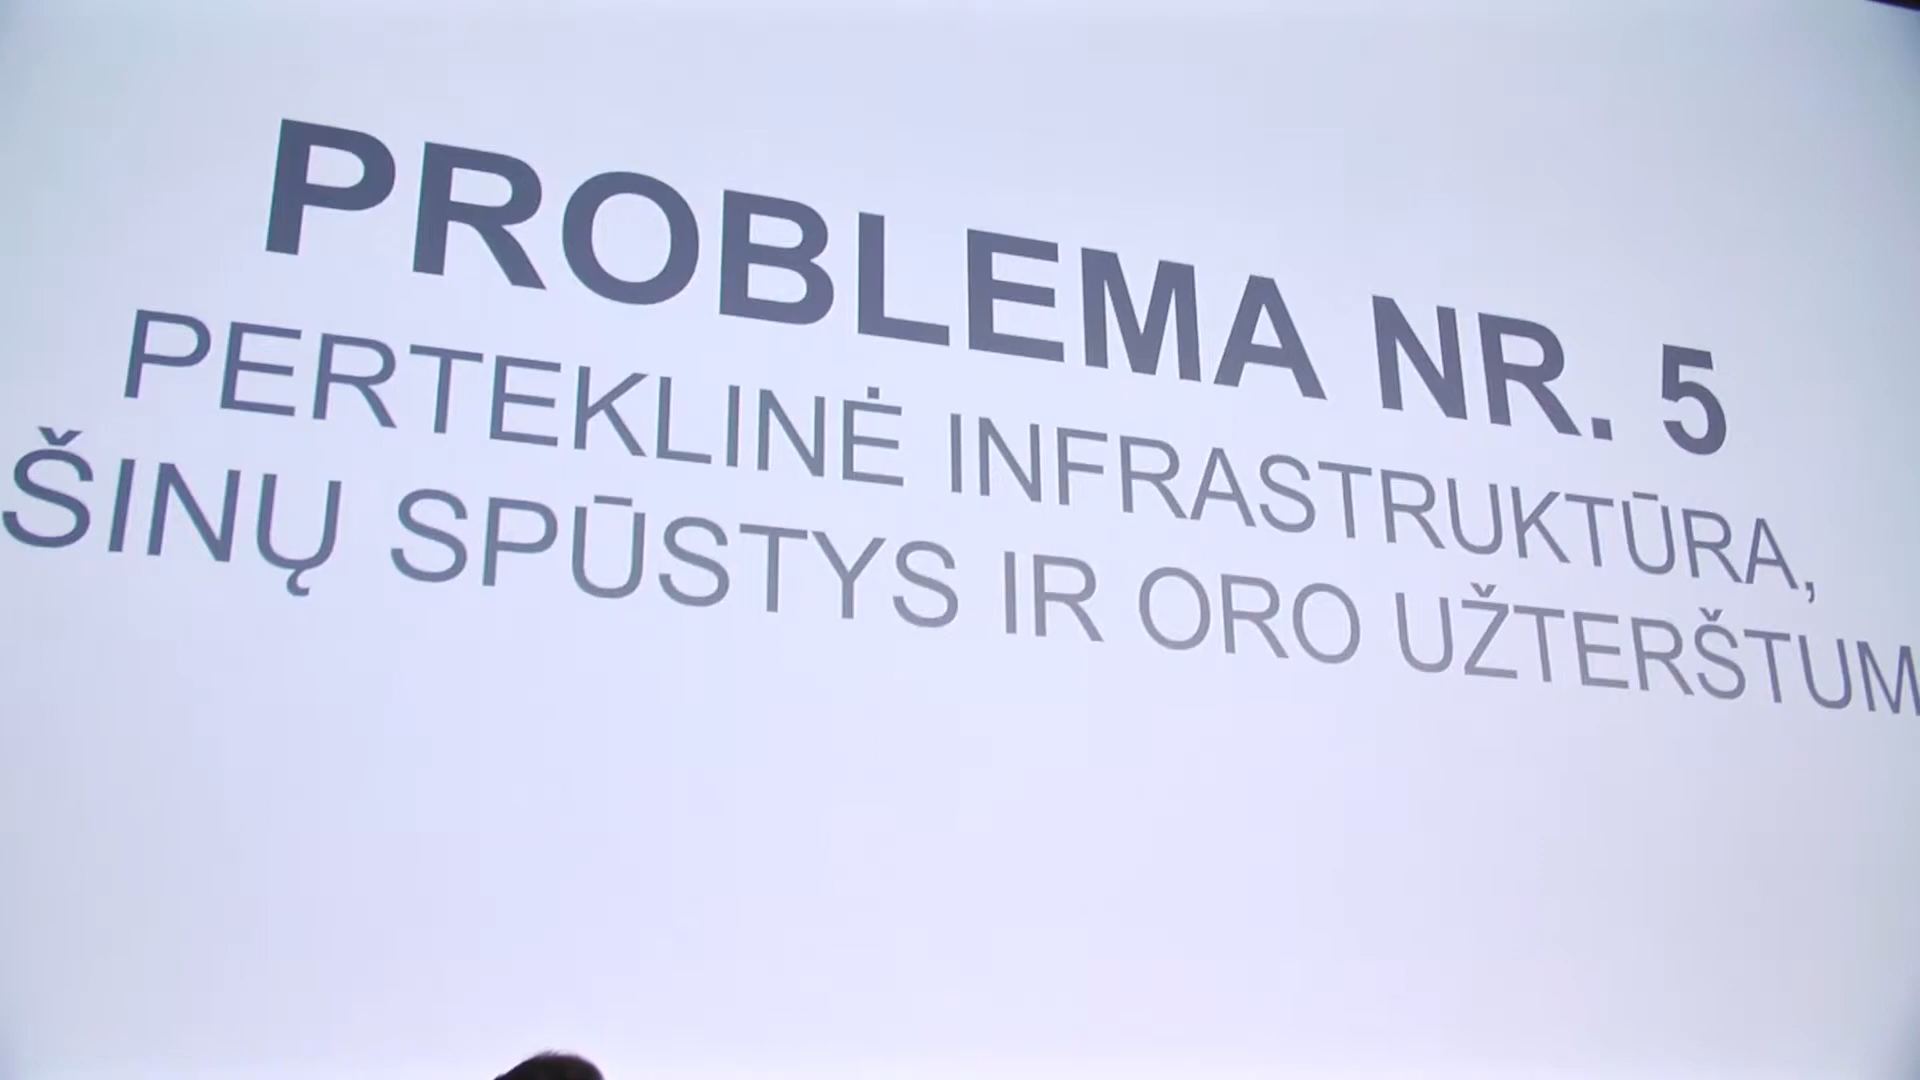 PROBLEMA NR. 5
PERTEKLINĖ INFRASTRUKTŪRA,
ŠINŲ SPŪSTYS IR ORO UŽTERŠTUM